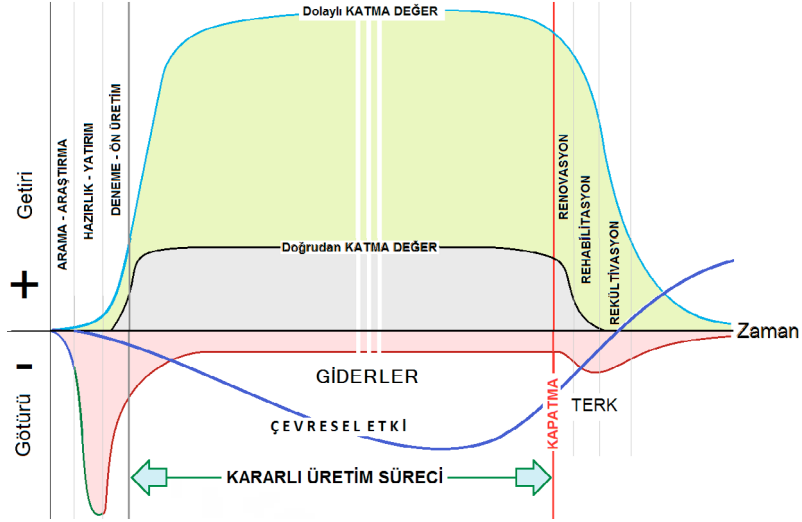 Dolaylı KATMA DEĞER
Getiri
+
-
Götürü
ARAMA - ARAŞTIRMA
HAZIRLIK - YATIRIM
DENEME - ÖN ÜRETİM
Doğrudan KATMA DEĞER
RENOVASYON
REHABİLİTASYON
REKÜLTİVASYON
Zaman
GİDERLER
ÇEVRESEL ETKİ
KAPATMA
TERK
KARARLI ÜRETİM SÜRECİ